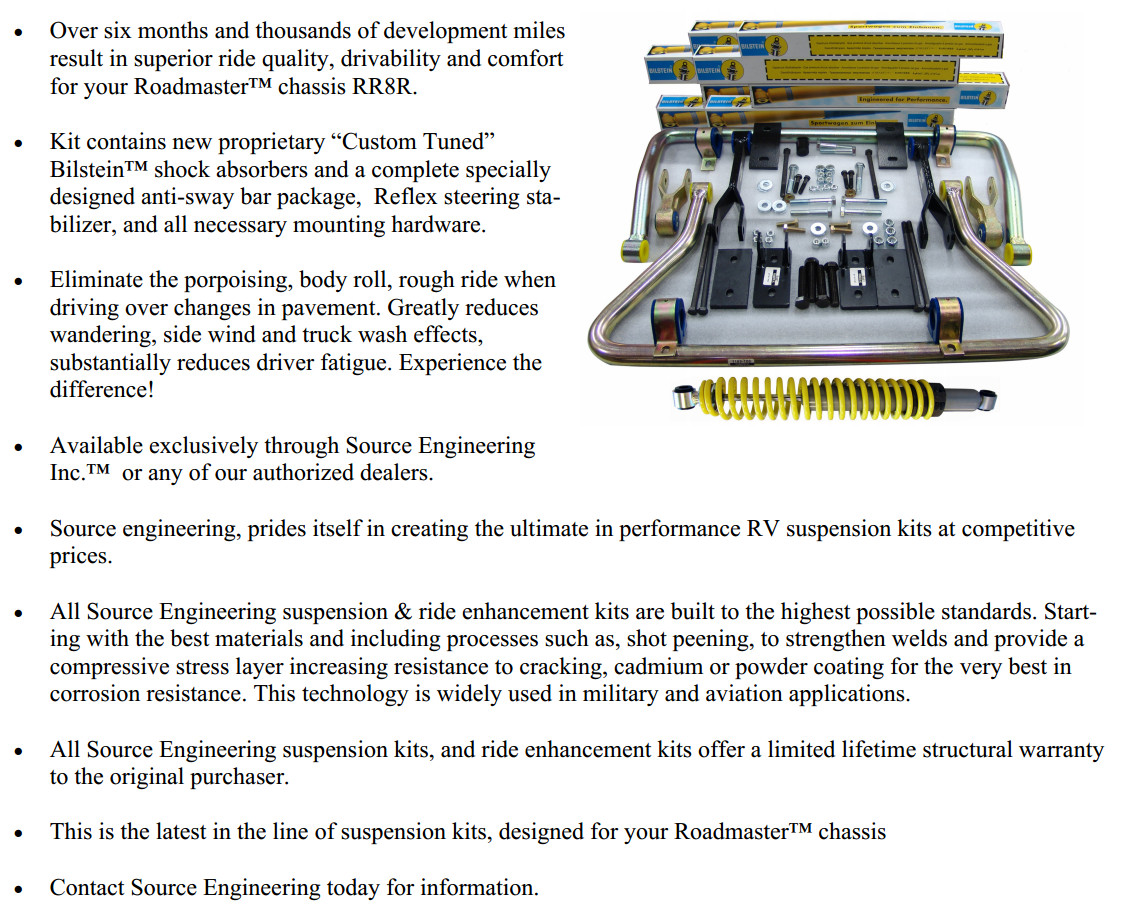 • Over six months and thousands of development miles
result in superior ride quality, drivability and comfort
for your Roadmaster™ chassis RR8R.
• Kit contains new proprietary “Custom Tuned”
Bilstein™ shock absorbers and a complete specially
designed anti-sway bar package,  Reflex steering sta-
bilizer, and all necessary mounting hardware.
• Eliminate the porpoising, body roll, rough ride when
driving over changes in pavement. Greatly reduces
wandering, side wind and truck wash effects,
substantially reduces driver fatigue. Experience the
difference!
• Available exclusively through Source Engineering
Inc.™  or any of our authorized dealers.
• Source engineering, prides itself in creating the ultimate in performance RV suspension kits at competitive
prices.
• All Source Engineering suspension & ride enhancement kits are built to the highest possible standards. Start-
ing with the best materials and including processes such as, shot peening, to strengthen welds and provide a
compressive stress layer increasing resistance to cracking, cadmium or powder coating for the very best in
corrosion resistance. This technology is widely used in military and aviation applications.
• All Source Engineering suspension kits, and ride enhancement kits offer a limited lifetime structural warranty
to the original purchaser.
• This is the latest in the line of suspension kits, designed for your Roadmaster™ chassis
• Contact Source Engineering today for information.
BILSTEIN
BILSTEIN
BILSTEIN
Engineered for Performance.
BILSTEIN